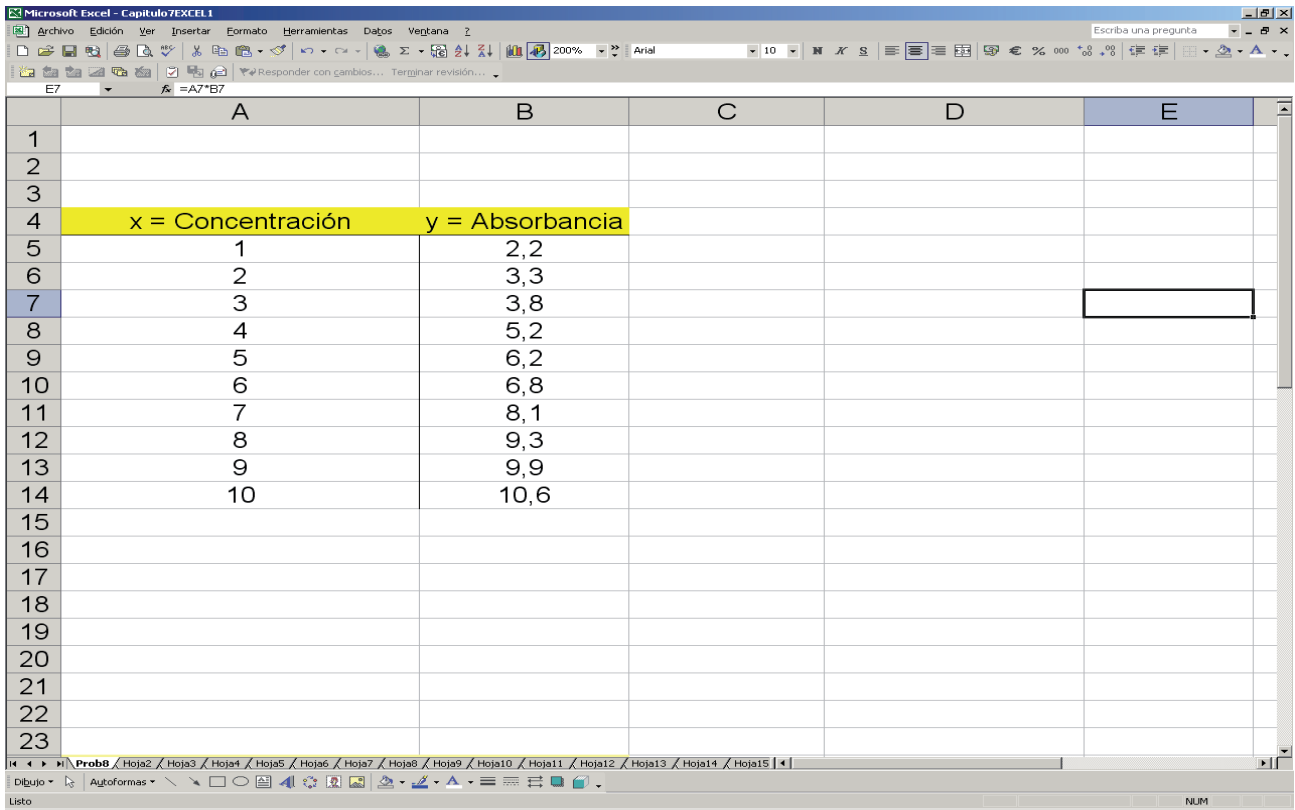 Microsoft Excel - Capitulo7EXCEL1
Archivo Edición Ver Insertar Formato Herramientas Datos Ventana ? Escriba una pregunta
200% Arial 10 N K S € % 000
Responder con cambios... Terminar revisión...
E7 fx =A7*B7
A B C D E
1
2
3
4 x = Concentración y = Absorbancia
5 1 2,2
6 2 3,3
7 3 3,8
8 4 5,2
9 5 6,2
10 6 6,8
11 7 8,1
12 8 9,3
13 9 9,9
14 10 10,6
15
16
17
18
19
20
21
22
23
Prob8 Hoja2 Hoja3 Hoja4 Hoja5 Hoja6 Hoja7 Hoja8 Hoja9 Hoja10 Hoja11 Hoja12 Hoja13 Hoja14 Hoja15
Dibujo Autoformas
Listo NUM